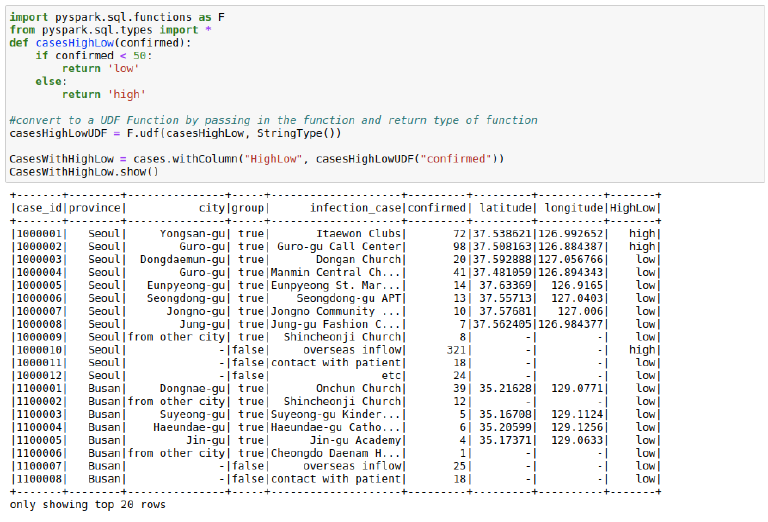 import pyspark.sql.functions as F
from pyspark.sql.types import *
def casesHighLow(confirmed):
    if confirmed < 50:
        return 'low'
    else:
        return 'high'

#convert to a UDF Function by passing in the function and return type of function
casesHighLowUDF = F.udf(casesHighLow, StringType())

CasesWithHighLow = cases.withColumn("HighLow", casesHighLowUDF("confirmed"))
CasesWithHighLow.show()
+-------+--------+---------------+-----+--------------------+---------+---------+----------+-------+
|case_id|province|           city|group|      infection_case|confirmed| latitude| longitude|HighLow|
+-------+--------+---------------+-----+--------------------+---------+---------+----------+-------+
|1000001|   Seoul|     Yongsan-gu| true|       Itaewon Clubs|       72|37.538621|126.992652|   high|
|1000002|   Seoul|        Guro-gu| true| Guro-gu Call Center|       98|37.508163|126.884387|   high|
|1000003|   Seoul|  Dongdaemun-gu| true|       Dongan Church|       20|37.592888|127.056766|    low|
|1000004|   Seoul|        Guro-gu| true|Manmin Central Ch...|       41|37.481059|126.894343|    low|
|1000005|   Seoul|   Eunpyeong-gu| true|Eunpyeong St. Mar...|       14| 37.63369|  126.9165|    low|
|1000006|   Seoul|   Seongdong-gu| true|    Seongdong-gu APT|       13| 37.55713|  127.0403|    low|
|1000007|   Seoul|      Jongno-gu| true|Jongno Community ...|       10| 37.57681|   127.006|    low|
|1000008|   Seoul|        Jung-gu| true|Jung-gu Fashion C...|        7|37.562405|126.984377|    low|
|1000009|   Seoul|from other city| true|  Shincheonji Church|        8|        -|         -|    low|
|1000010|   Seoul|              -|false|     overseas inflow|      321|        -|         -|   high|
|1000011|   Seoul|              -|false|contact with patient|       18|        -|         -|    low|
|1000012|   Seoul|              -|false|                 etc|       24|        -|         -|    low|
|1100001|   Busan|     Dongnae-gu| true|       Onchun Church|       39| 35.21628|  129.0771|    low|
|1100002|   Busan|from other city| true|  Shincheonji Church|       12|        -|         -|    low|
|1100003|   Busan|     Suyeong-gu| true|Suyeong-gu Kinder...|        5| 35.16708|  129.1124|    low|
|1100004|   Busan|    Haeundae-gu| true|Haeundae-gu Catho...|        6| 35.20599|  129.1256|    low|
|1100005|   Busan|         Jin-gu| true|      Jin-gu Academy|        4| 35.17371|  129.0633|    low|
|1100006|   Busan|from other city| true|Cheongdo Daenam H...|        1|        -|         -|    low|
|1100007|   Busan|              -|false|     overseas inflow|       25|        -|         -|    low|
|1100008|   Busan|              -|false|contact with patient|       18|        -|         -|    low|
+-------+--------+---------------+-----+--------------------+---------+---------+----------+-------+
only showing top 20 rows